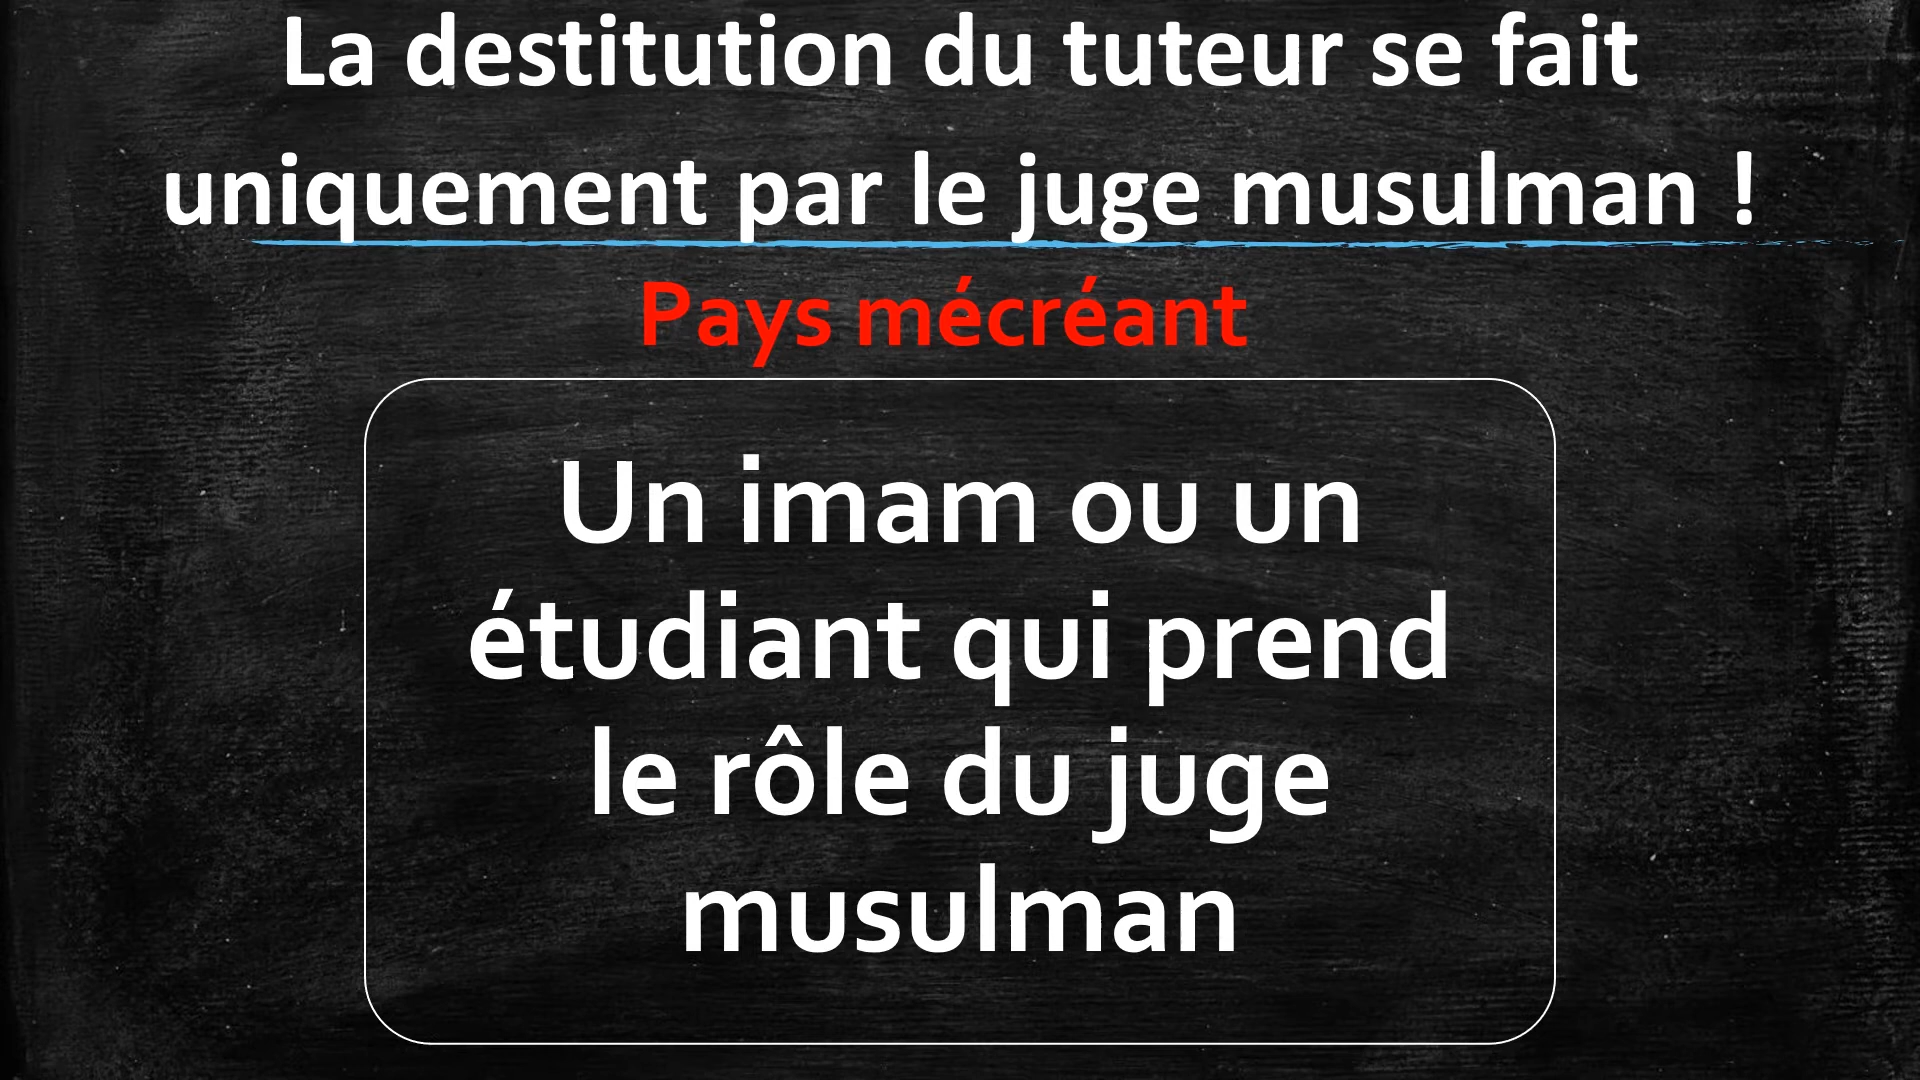 La destitution du tuteur se fait
uniquement par le juge musulman !
Pays mécréant
Un imam ou un
étudiant qui prend
le rôle du juge
musulman